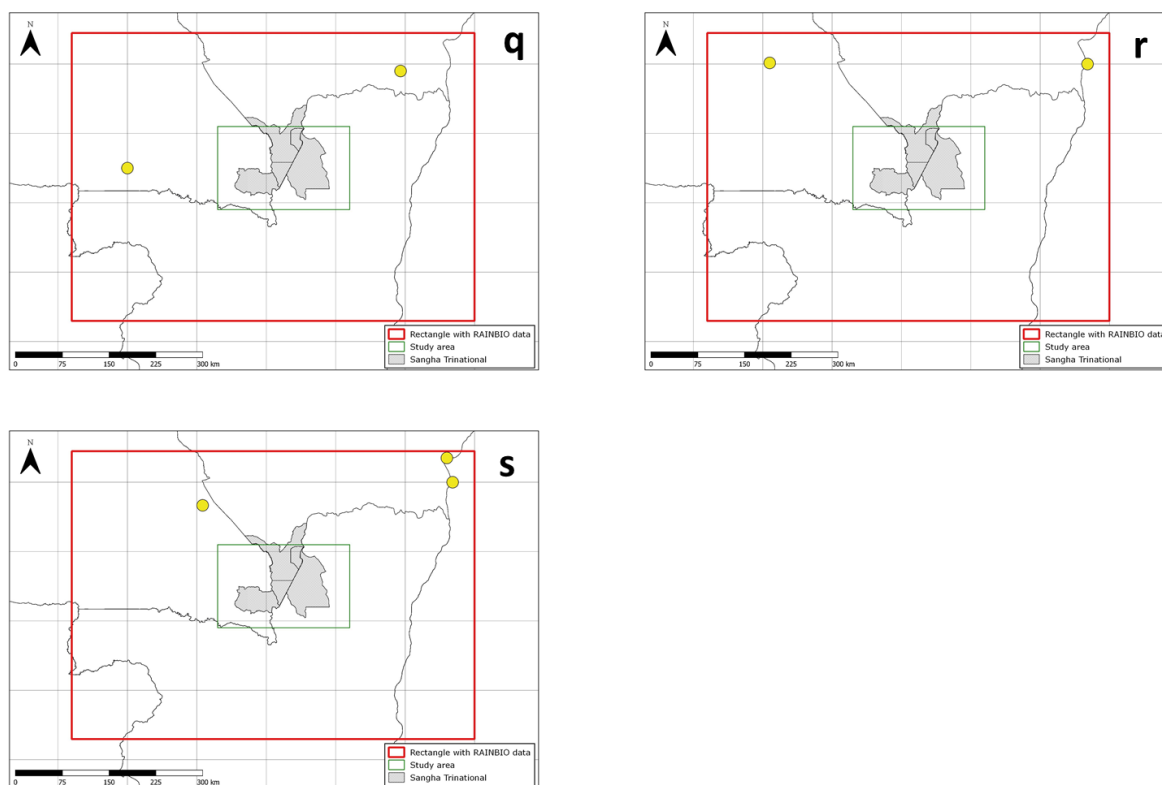 N
q
Rectangle with RAINBIO data
Study area
Sangha Trinational
0 75 150 225 300 km
N
r
Rectangle with RAINBIO data
Study area
Sangha Trinational
0 75 150 225 300 km
N
s
Rectangle with RAINBIO data
Study area
Sangha Trinational
0 75 150 225 300 km